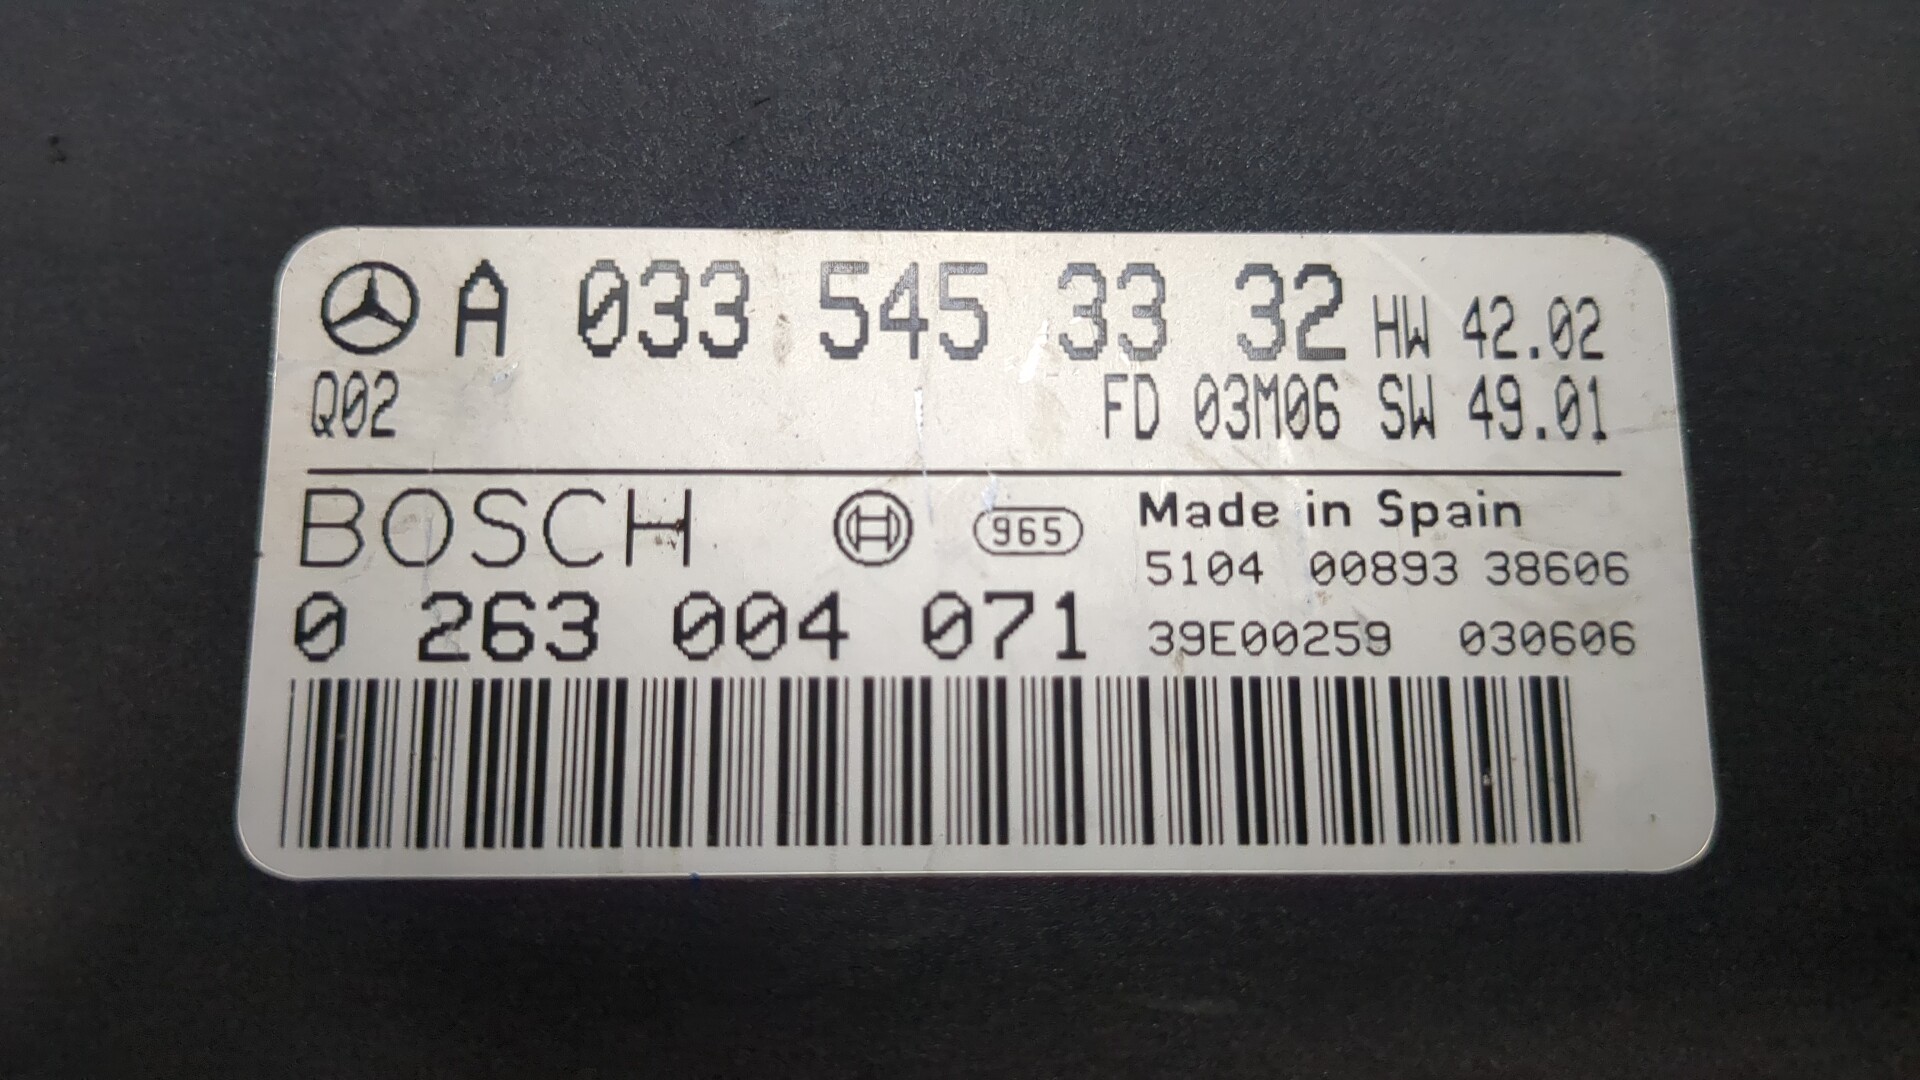 A 033 545 33 32 HW 42.02
Q02 FD 03M06 SW 49.01
BOSCH 965 Made in Spain
5104 00893 38606
0 263 004 071 39E00259 030606